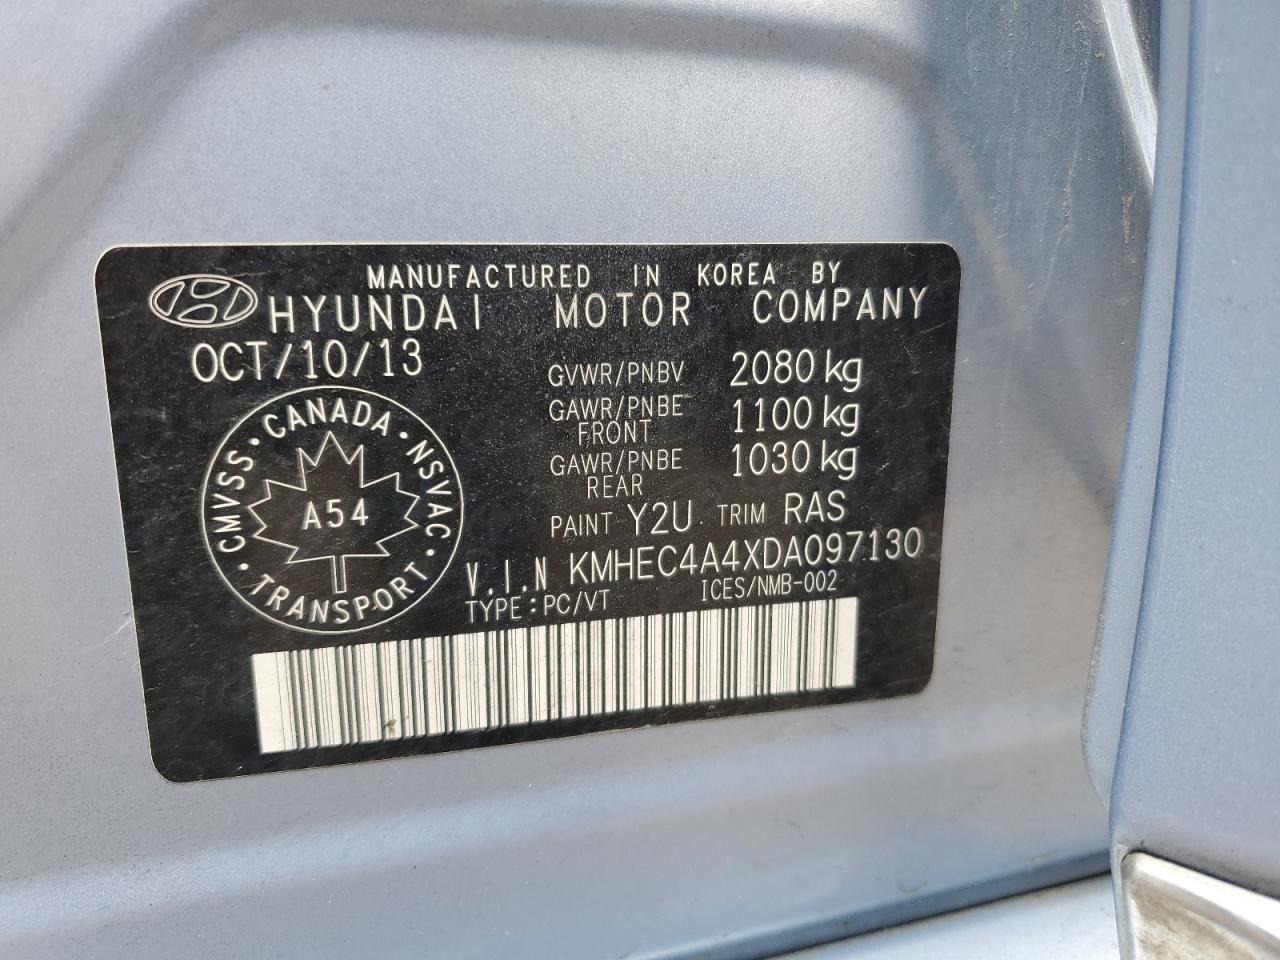 MANUFACTURED IN KOREA BY
HYUNDAI MOTOR COMPANY
OCT/10/13
GVWR/PNBV 2080 kg
GAWR/PNBE FRONT 1100 kg
GAWR/PNBE REAR 1030 kg
CANADA · NSVAC · TRANSPORT · CMVSS ·
A54
PAINT Y2U TRIM RAS
V.I.N KMHEC4A4XDA097130
TYPE : PC/VT ICES/NMB-002